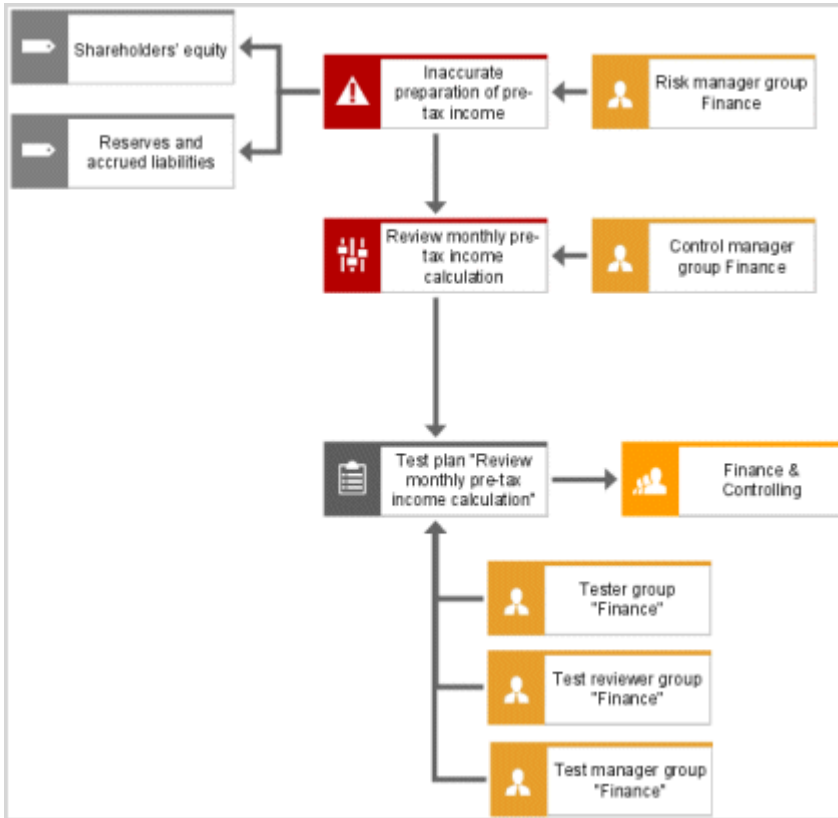 Shareholders' equity
Inaccurate
preparation of pre-
tax income
Risk manager group
Finance
Reserves and
accrued liabilities
Review monthly pre-
tax income
calculation
Control manager
group Finance
Test plan "Review
monthly pre-tax
income calculation"
Finance &
Controlling
Tester group
"Finance"
Test reviewer group
"Finance"
Test manager group
"Finance"